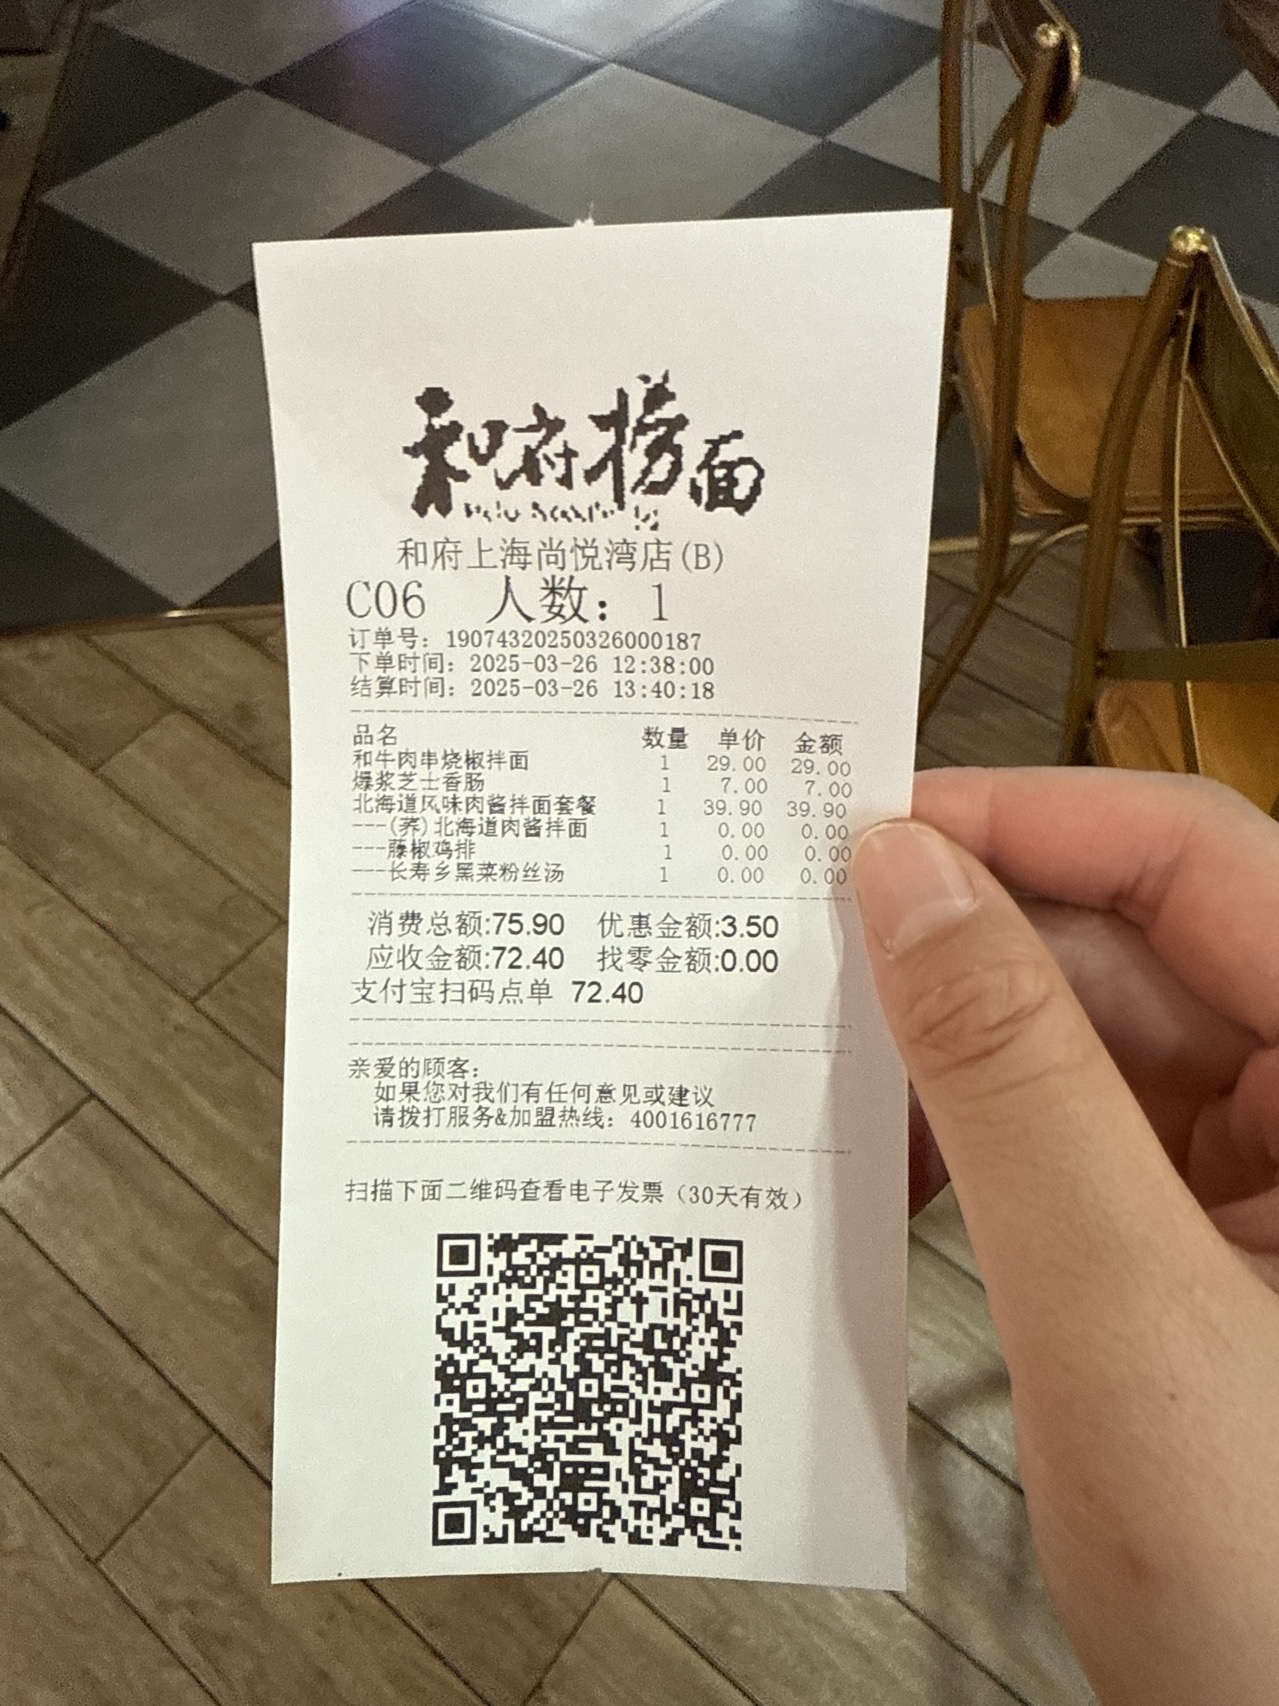 和府捞面
和府上海尚悦湾店(B)
C06 人数：1
订单号：19074320250326000187
下单时间：2025-03-26 12:38:00
结算时间：2025-03-26 13:40:18
品名 数量 单价 金额
和牛肉串烧椒拌面 1 29.00 29.00
爆浆芝士香肠 1 7.00 7.00
北海道风味肉酱拌面套餐 1 39.90 39.90
---(荞)北海道肉酱拌面 1 0.00 0.00
---藤椒鸡排 1 0.00 0.00
---长寿乡黑菜粉丝汤 1 0.00 0.00
消费总额:75.90 优惠金额:3.50
应收金额:72.40 找零金额:0.00
支付宝扫码点单 72.40
亲爱的顾客：
如果您对我们有任何意见或建议
请拨打服务&加盟热线：4001616777
扫描下面二维码查看电子发票（30天有效）